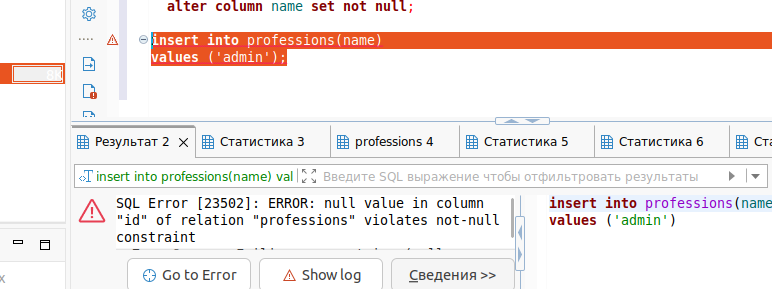 alter column name set not null;
insert into professions(name)
values ('admin');
Результат 2
Статистика 3
professions 4
Статистика 5
Статистика 6
insert into professions(name) val
Введите SQL выражение чтобы отфильтровать результаты
SQL Error [23502]: ERROR: null value in column
"id" of relation "professions" violates not-null
constraint
insert into professions(name
values ('admin')
Go to Error
Show log
Сведения >>